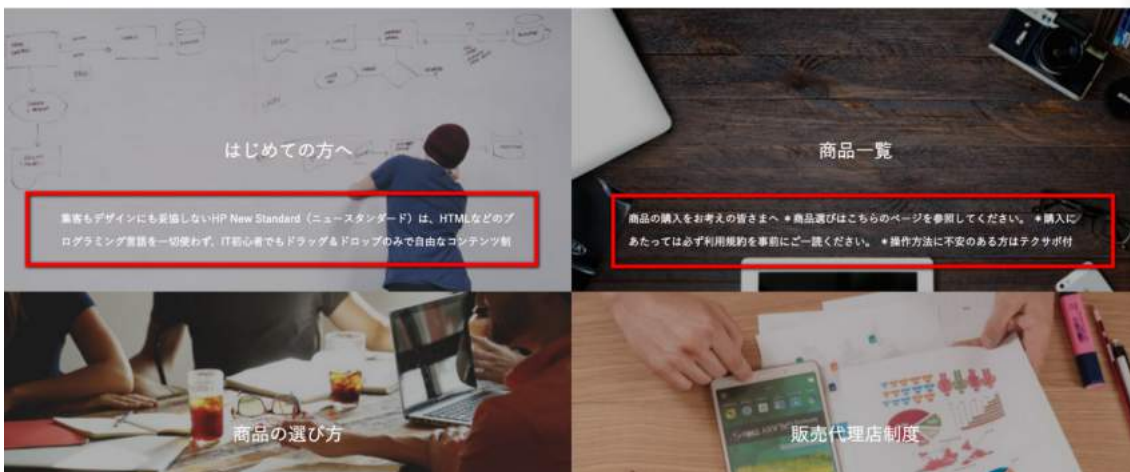 はじめての方へ
集客もデザインにも妥協しないHP New Standard（ニュースタンダード）は、HTMLなどのプ
ログラミング言語を一切使わず、IT初心者でもドラッグ＆ドロップのみで自由なコンテンツ制
商品一覧
商品の購入をお考えの皆さまへ ＊商品選びはこちらのページを参照してください。 ＊購入に
あたっては必ず利用規約を事前にご一読ください。 ＊操作方法に不安のある方はテクサポ付
商品の選び方
販売代理店制度